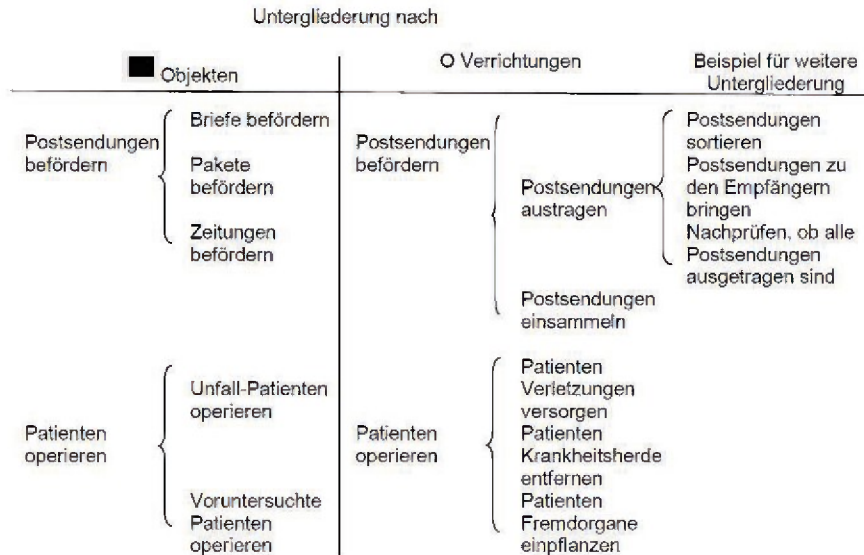 Untergliederung nach
Objekten
O Verrichtungen
Beispiel für weitere
Untergliederung
Postsendungen
befördern
Briefe befördern
Pakete
befördern
Zeitungen
befördern
Postsendungen
befördern
Postsendungen
austragen
Postsendungen
einsammeln
Postsendungen
sortieren
Postsendungen zu
den Empfängern
bringen
Nachprüfen, ob alle
Postsendungen
ausgetragen sind
Patienten
operieren
Unfall-Patienten
operieren
Voruntersuchte
Patienten
operieren
Patienten
operieren
Patienten
Verletzungen
versorgen
Patienten
Krankheitsherde
entfernen
Patienten
Fremdorgane
einpflanzen